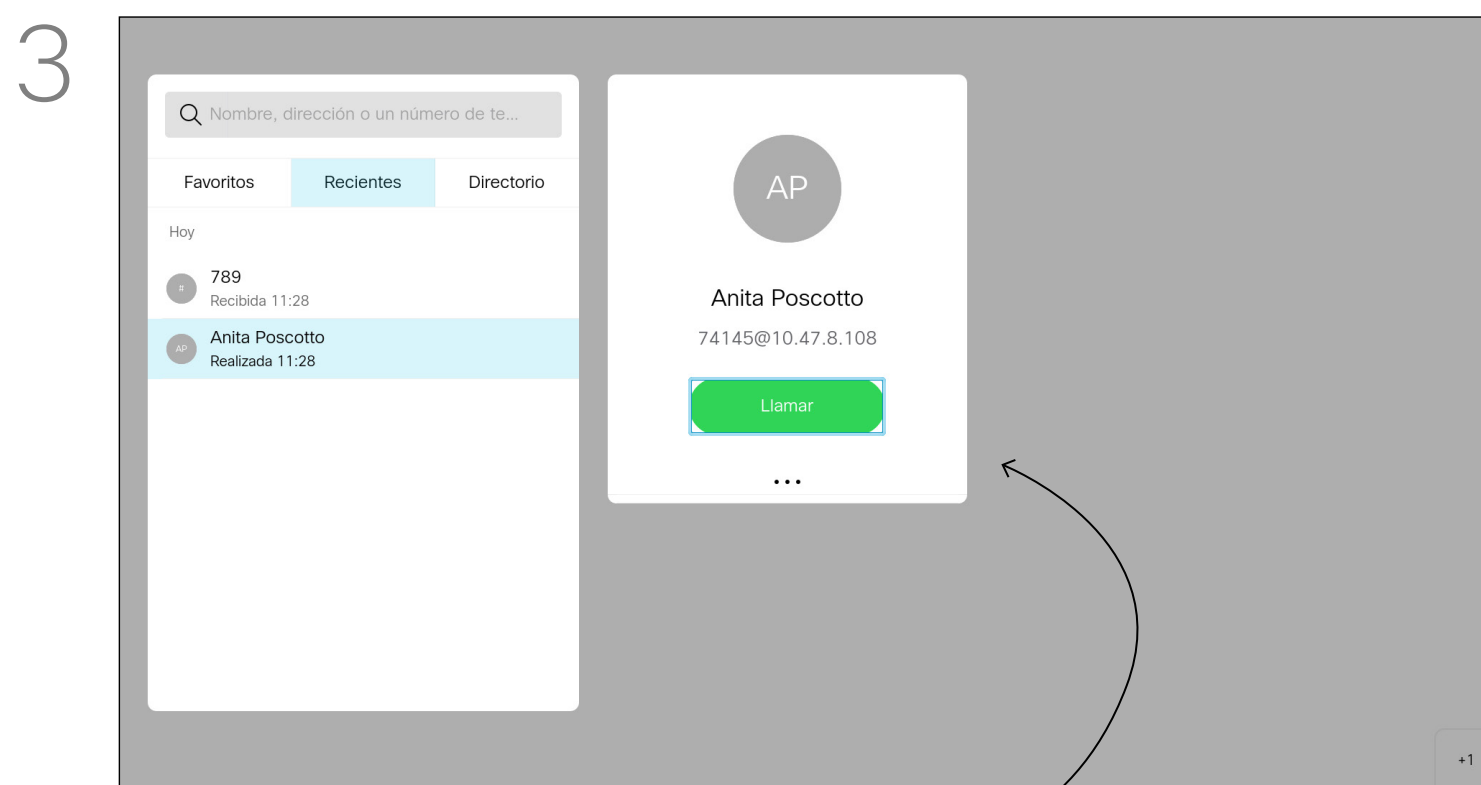 3
Nombre, dirección o un número de te...
Favoritos Recientes Directorio
Hoy
#
789
Recibida 11:28
AP
Anita Poscotto
Realizada 11:28
AP
Anita Poscotto
74145@10.47.8.108
Llamar
+1